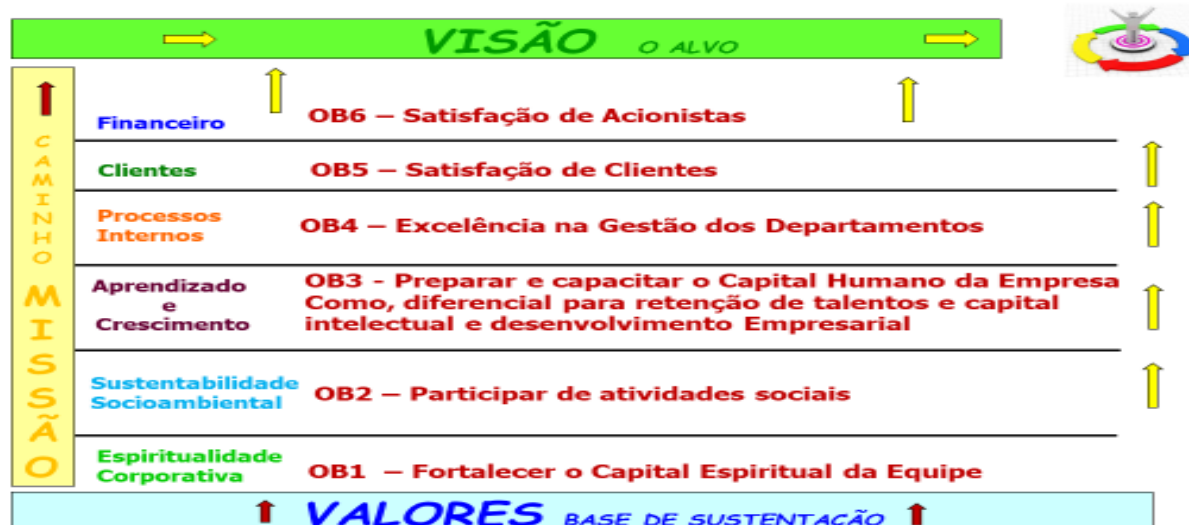 VISÃO O ALVO
CAMINHO MISSÃO
Financeiro
OB6 – Satisfação de Acionistas
Clientes
OB5 – Satisfação de Clientes
Processos
Internos
OB4 – Excelência na Gestão dos Departamentos
Aprendizado
e
Crescimento
OB3 - Preparar e capacitar o Capital Humano da Empresa
Como, diferencial para retenção de talentos e capital
intelectual e desenvolvimento Empresarial
Sustentabilidade
Socioambiental
OB2 – Participar de atividades sociais
Espiritualidade
Corporativa
OB1 – Fortalecer o Capital Espiritual da Equipe
VALORES BASE DE SUSTENTAÇÃO